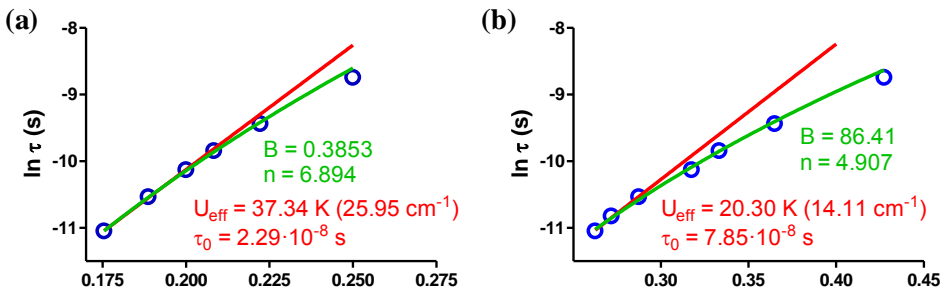 (a)
-8
-9
-10
-11
ln τ (s)
B = 0.3853
n = 6.894
U_eff = 37.34 K (25.95 cm⁻¹)
τ₀ = 2.29·10⁻⁸ s
0.175 0.200 0.225 0.250 0.275
(b)
-8
-9
-10
-11
ln τ (s)
B = 86.41
n = 4.907
U_eff = 20.30 K (14.11 cm⁻¹)
τ₀ = 7.85·10⁻⁸ s
0.30 0.35 0.40 0.45